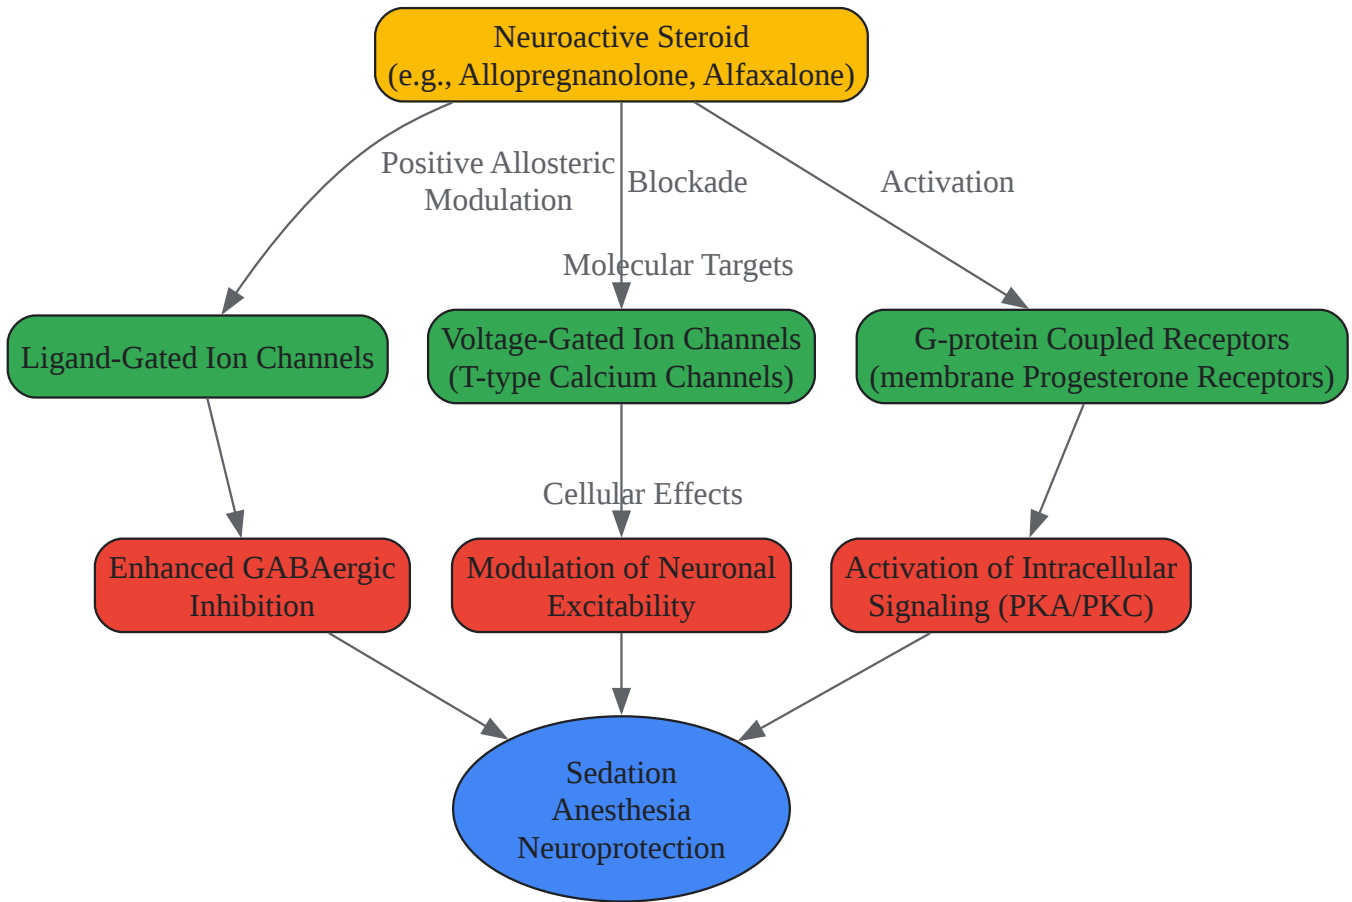 Neuroactive Steroid
(e.g., Allopregnanolone, Alfaxalone)
Positive Allosteric
Modulation
Blockade
Activation
Molecular Targets
Ligand-Gated Ion Channels
Voltage-Gated Ion Channels
(T-type Calcium Channels)
G-protein Coupled Receptors
(membrane Progesterone Receptors)
Cellular Effects
Enhanced GABAergic
Inhibition
Modulation of Neuronal
Excitability
Activation of Intracellular
Signaling (PKA/PKC)
Sedation
Anesthesia
Neuroprotection